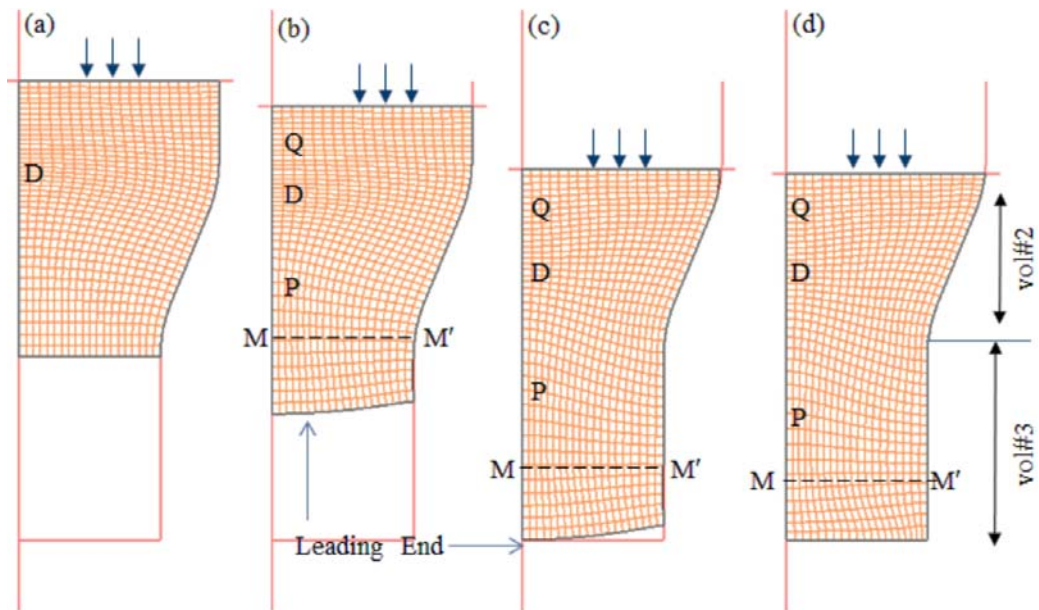 (a)
D
(b)
Q
D
P
M M′
Leading End
(c)
Q
D
P
M M′
(d)
Q
D
P
M M′
vol#2
vol#3